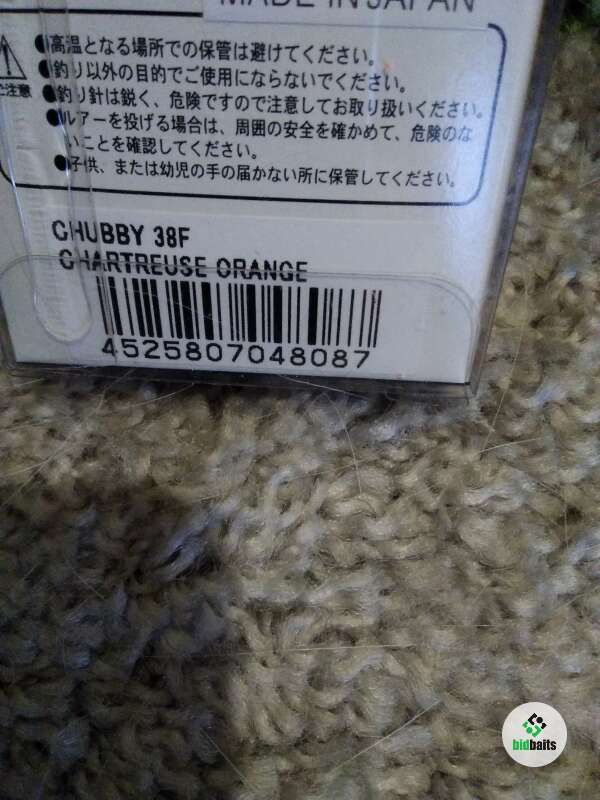 MADE IN JAPAN
ご注意
●高温となる場所での保管は避けてください。
●釣り以外の目的でご使用にならないでください。
●釣り針は鋭く、危険ですので注意してお取り扱いください。
●ルアーを投げる場合は、周囲の安全を確かめて、危険のな
いことを確認してください。
●子供、または幼児の手の届かない所に保管してください。
CHUBBY 38F
CHARTREUSE ORANGE
4525807048087
bidbaits